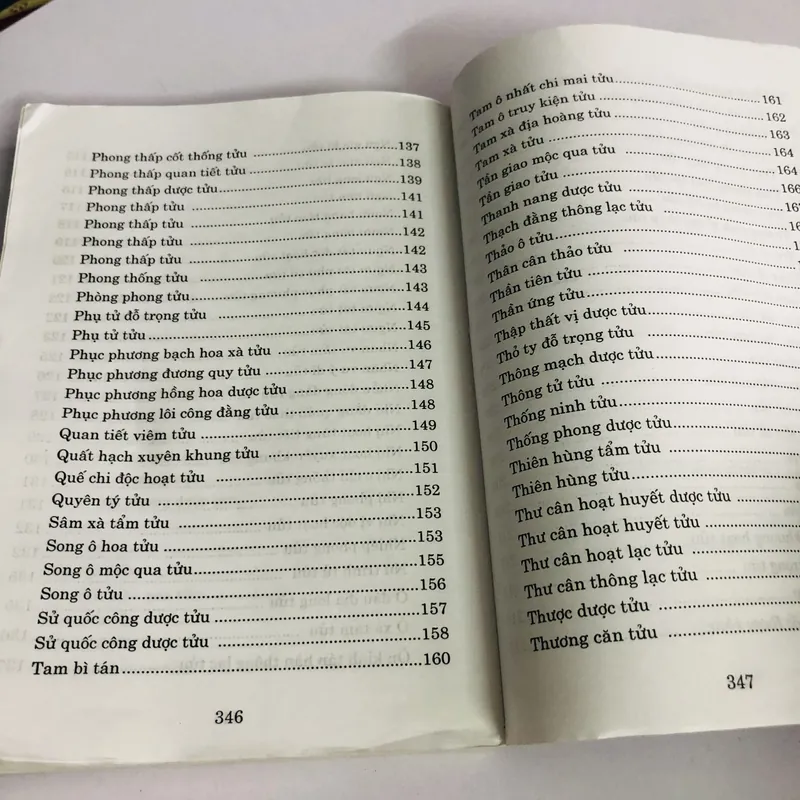 Phong thấp cốt thống tửu ........ 137
Phong thấp quan tiết tửu ........ 138
Phong thấp dược tửu ........ 139
Phong thấp tửu ........ 141
Phong thấp tửu ........ 141
Phong thấp tửu ........ 142
Phong thấp tửu ........ 142
Phong thống tửu ........ 143
Phòng phong tửu ........ 143
Phụ tử đỗ trọng tửu ........ 144
Phụ tử tửu ........ 145
Phục phương bạch hoa xà tửu ........ 146
Phục phương đương quy tửu ........ 147
Phục phương hồng hoa dược tửu ........ 148
Phục phương lôi công đằng tửu ........ 148
Quan tiết viêm tửu ........ 149
Quất hạch xuyên khung tửu ........ 150
Quế chi độc hoạt tửu ........ 151
Quyên tý tửu ........ 152
Sâm xà tẩm tửu ........ 153
Song ô hoa tửu ........ 153
Song ô mộc qua tửu ........ 155
Song ô tửu ........ 156
Sử quốc công dược tửu ........ 157
Sử quốc công dược tửu ........ 158
Tam bì tán ........ 160
346
Tam ô nhất chi mai tửu ........ 161
Tam ô truy kiện tửu ........ 162
Tam xà địa hoàng tửu ........ 163
Tam xà tửu ........ 164
Tần giao mộc qua tửu ........ 164
Tần giao tửu ........ 166
Thanh nang dược tửu ........
Thạch đằng thông lạc tửu ........
Thảo ô tửu ........
Thân cân thảo tửu ........
Thần tiên tửu ........
Thần ứng tửu ........
Thập thất vị dược tửu ........
Thỏ ty đỗ trọng tửu ........
Thông mạch dược tửu ........
Thông tử tửu ........
Thống ninh tửu ........
Thống phong dược tửu ........
Thiên hùng tẩm tửu ........
Thiên hùng tửu ........
Thư cân hoạt huyết dược tửu ........
Thư cân hoạt huyết tửu ........
Thư cân hoạt lạc tửu ........
Thư cân thông lạc tửu ........
Thược dược tửu ........
Thương căn tửu ........
347